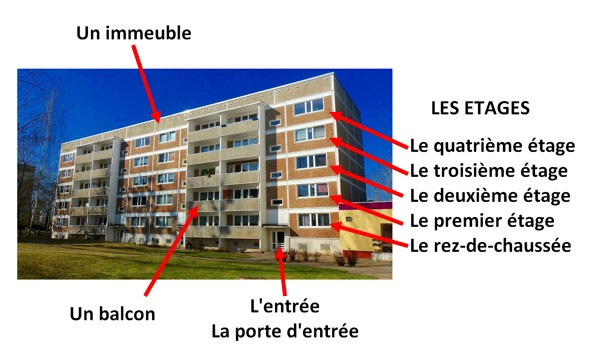 Un immeuble
LES ETAGES
Le quatrième étage
Le troisième étage
Le deuxième étage
Le premier étage
Le rez-de-chaussée
Un balcon
L'entrée
La porte d'entrée